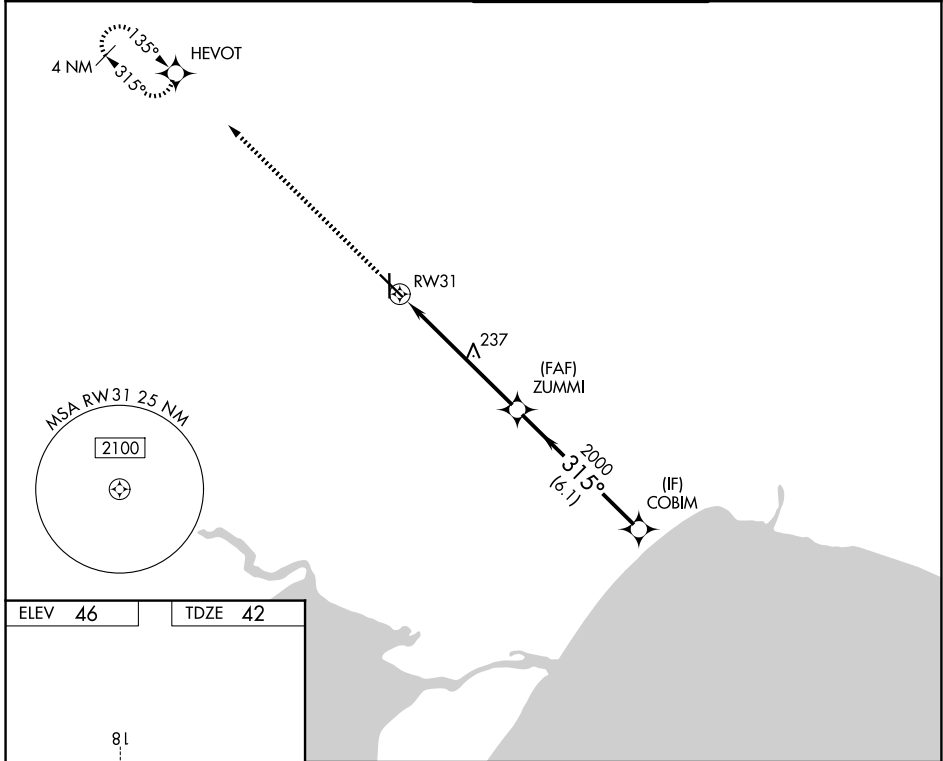 135°
HEVOT
4 NM
315°
RW31
237
(FAF)
ZUMMI
MSA RW31 25 NM
2100
2000
315°
(6.1)
(IF)
COBIM
ELEV 46
TDZE 42
18